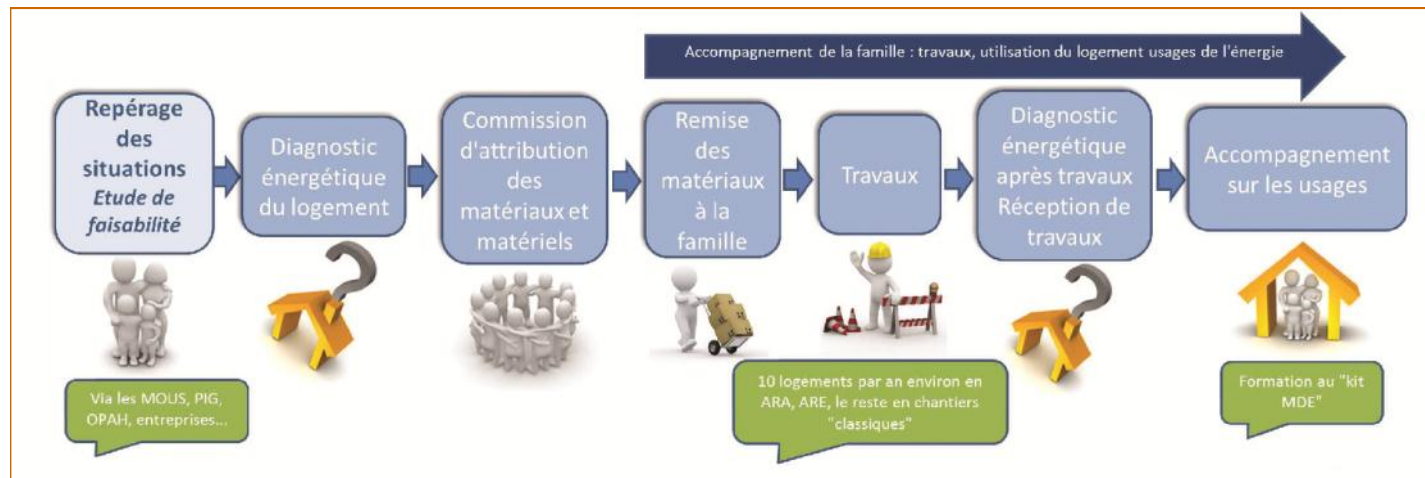 Accompagnement de la famille : travaux, utilisation du logement usages de l'énergie
Repérage
des
situations
Etude de
faisabilité
Diagnostic
énergétique
du logement
Commission
d'attribution
des
matériaux et
matériels
Remise
des
matériaux
à la
famille
Travaux
Diagnostic
énergétique
après travaux
Réception de
travaux
Accompagnement
sur les usages
Via les MOUS, PIG,
OPAH, entreprises...
10 logements par an environ en
ARA, ARE, le reste en chantiers
"classiques"
Formation au "kit
MDE"